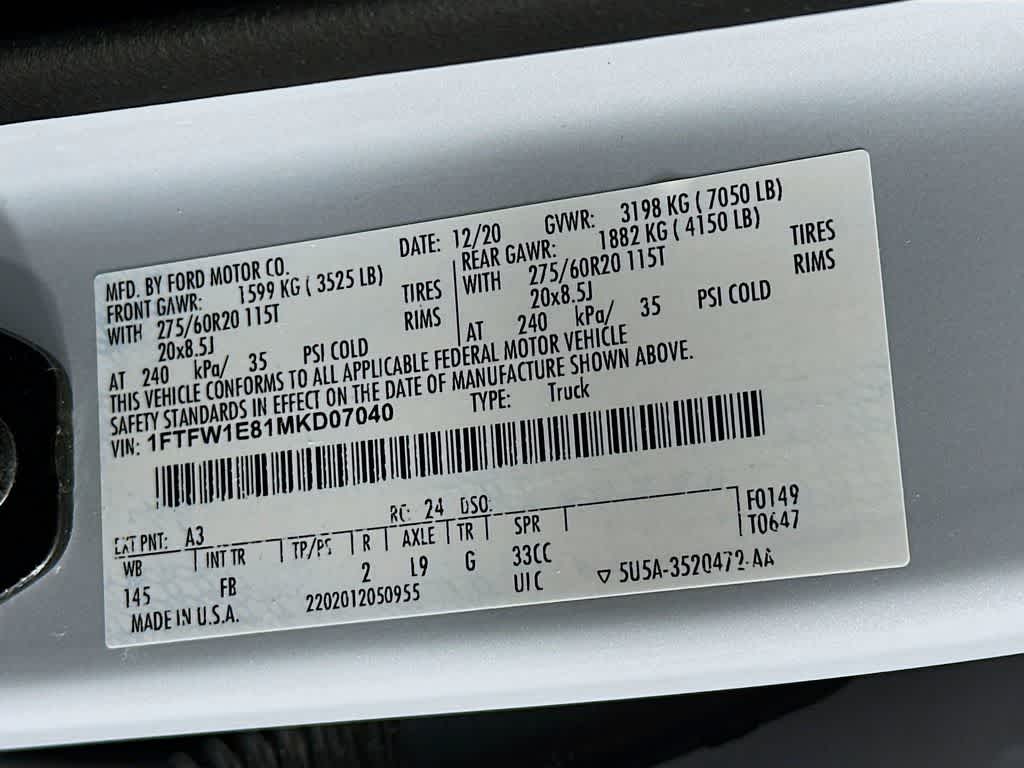 MFD. BY FORD MOTOR CO.
DATE: 12/20
GVWR: 3198 KG ( 7050 LB)
FRONT GAWR: 1599 KG ( 3525 LB)
REAR GAWR: 1882 KG ( 4150 LB)
WITH 275/60R20 115T TIRES
WITH 275/60R20 115T TIRES
20x8.5J RIMS
20x8.5J RIMS
AT 240 kPa/ 35 PSI COLD
AT 240 kPa/ 35 PSI COLD
THIS VEHICLE CONFORMS TO ALL APPLICABLE FEDERAL MOTOR VEHICLE
SAFETY STANDARDS IN EFFECT ON THE DATE OF MANUFACTURE SHOWN ABOVE.
VIN: 1FTFW1E81MKD07040 TYPE: Truck
EXT PNT: A3 RC: 24 DSO: F0149
WB INT TR TP/PS R AXLE TR SPR T0647
145 FB 2 L9 G 33CC
UIC ▽ 5U5A-3520472-AA
MADE IN U.S.A. 2202012050955